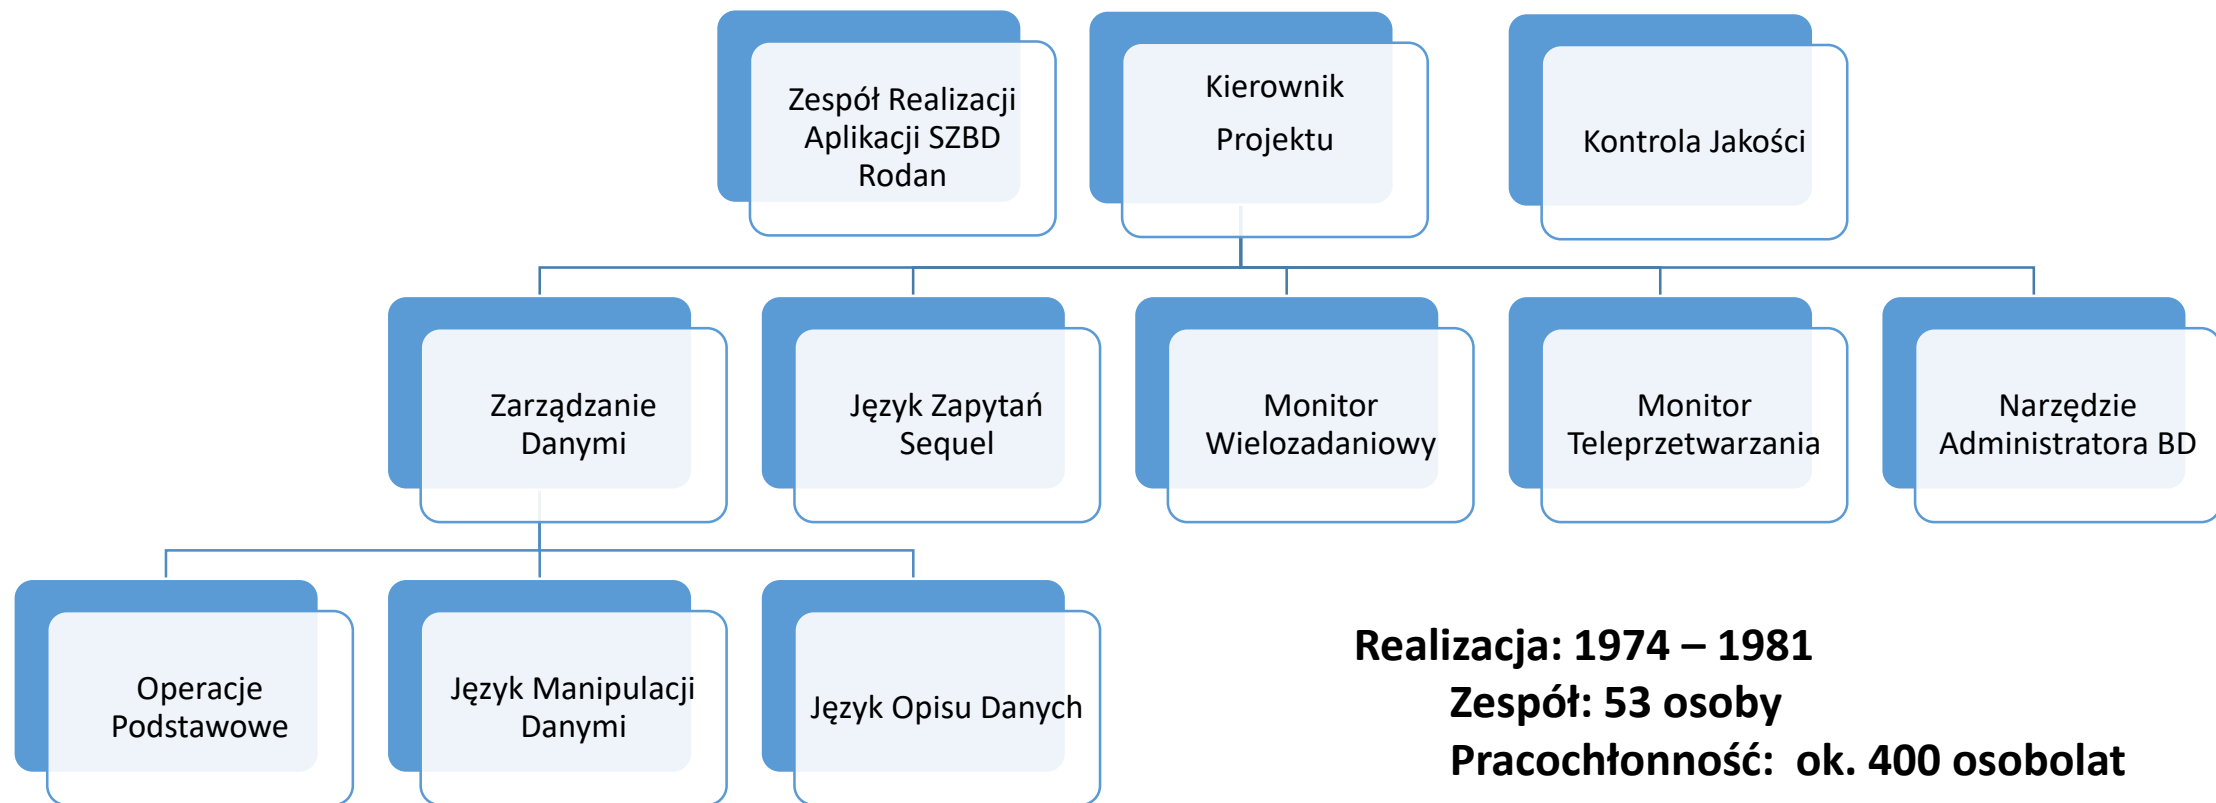 Zespół Realizacji
Aplikacji SZBD
Rodan
Kierownik
Projektu
Kontrola Jakości
Zarządzanie
Danymi
Język Zapytań
Sequel
Monitor
Wielozadaniowy
Monitor
Teleprzetwarzania
Narzędzie
Administratora BD
Operacje
Podstawowe
Język Manipulacji
Danymi
Język Opisu Danych
Realizacja: 1974 – 1981
Zespół: 53 osoby
Pracochłonność: ok. 400 osobolat